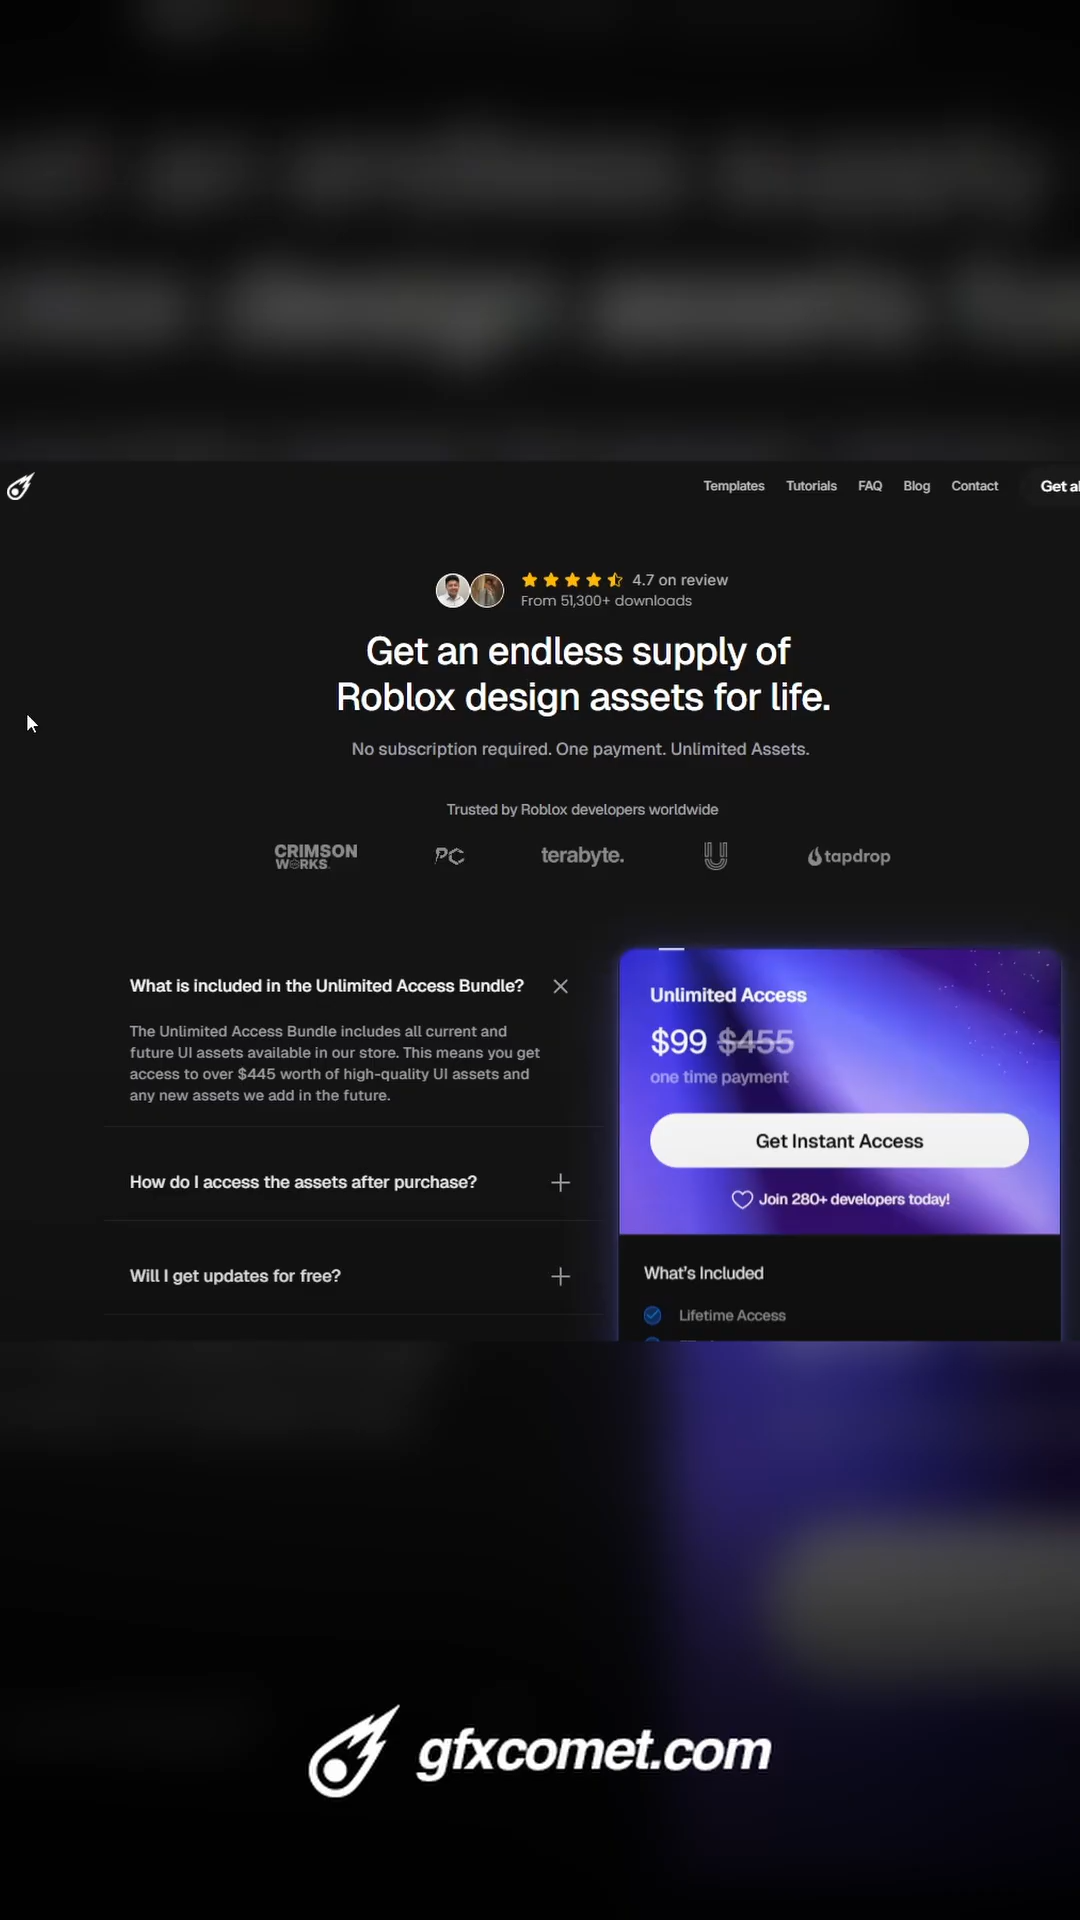 Templates Tutorials FAQ Blog Contact Get al
4.7 on review
From 51,300+ downloads
Get an endless supply of
Roblox design assets for life.
No subscription required. One payment. Unlimited Assets.
Trusted by Roblox developers worldwide
CRIMSON
WORKS.
PC
terabyte.
U
tapdrop
What is included in the Unlimited Access Bundle?
The Unlimited Access Bundle includes all current and
future UI assets available in our store. This means you get
access to over $445 worth of high-quality UI assets and
any new assets we add in the future.
How do I access the assets after purchase?
Will I get updates for free?
Unlimited Access
$99 $455
one time payment
Get Instant Access
Join 280+ developers today!
What's Included
Lifetime Access
gfxcomet.com